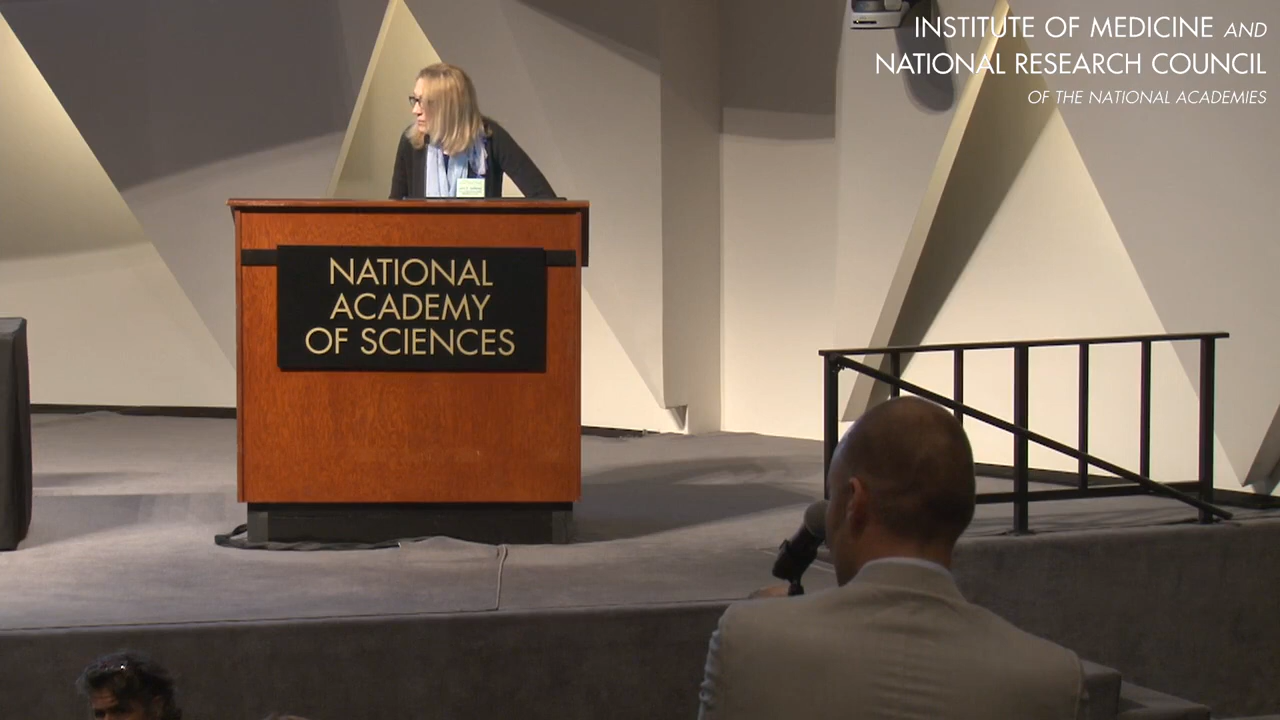 INSTITUTE OF MEDICINE AND
NATIONAL RESEARCH COUNCIL
OF THE NATIONAL ACADEMIES
NATIONAL
ACADEMY
OF SCIENCES